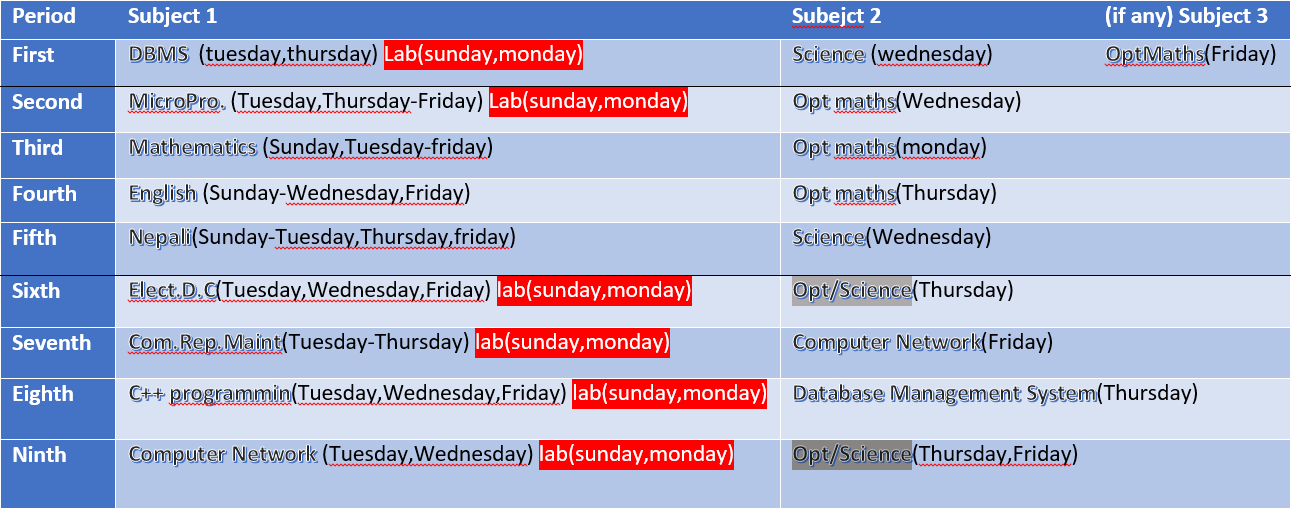 Period Subject 1 Subejct 2 (if any) Subject 3
First DBMS (tuesday,thursday) Lab(sunday,monday) Science (wednesday) OptMaths(Friday)
Second MicroPro. (Tuesday,Thursday-Friday) Lab(sunday,monday) Opt maths(Wednesday)
Third Mathematics (Sunday,Tuesday-friday) Opt maths(monday)
Fourth English (Sunday-Wednesday,Friday) Opt maths(Thursday)
Fifth Nepali(Sunday-Tuesday,Thursday,friday) Science(Wednesday)
Sixth Elect.D.C(Tuesday,Wednesday,Friday) lab(sunday,monday) Opt/Science(Thursday)
Seventh Com.Rep.Maint(Tuesday-Thursday) lab(sunday,monday) Computer Network(Friday)
Eighth C++ programmin(Tuesday,Wednesday,Friday) lab(sunday,monday) Database Management System(Thursday)
Ninth Computer Network (Tuesday,Wednesday) lab(sunday,monday) Opt/Science(Thursday,Friday)